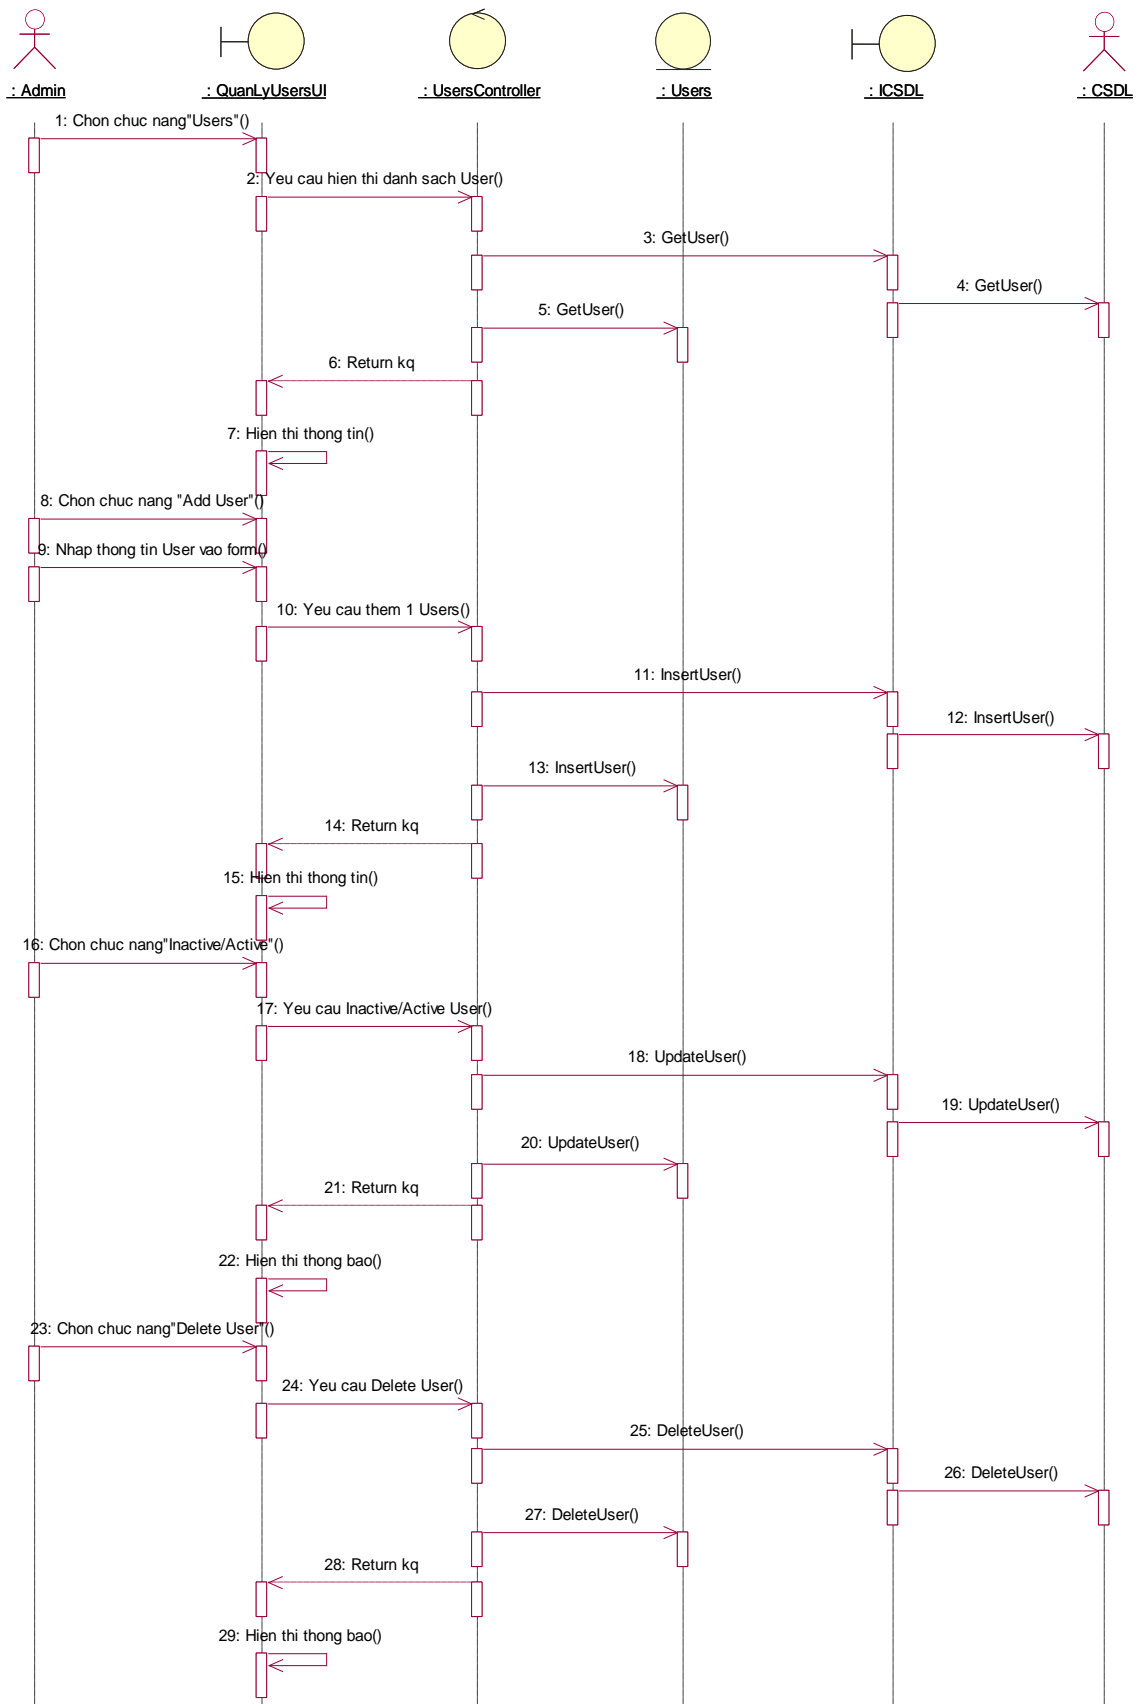 : Admin
: QuanLyUsersUI
: UsersController
: Users
: ICSDL
: CSDL
1: Chon chuc nang"Users"()
2: Yeu cau hien thi danh sach User()
3: GetUser()
4: GetUser()
5: GetUser()
6: Return kq
7: Hien thi thong tin()
8: Chon chuc nang "Add User"()
9: Nhap thong tin User vao form()
10: Yeu cau them 1 Users()
11: InsertUser()
12: InsertUser()
13: InsertUser()
14: Return kq
15: Hien thi thong tin()
16: Chon chuc nang"Inactive/Active"()
17: Yeu cau Inactive/Active User()
18: UpdateUser()
19: UpdateUser()
20: UpdateUser()
21: Return kq
22: Hien thi thong bao()
23: Chon chuc nang"Delete User"()
24: Yeu cau Delete User()
25: DeleteUser()
26: DeleteUser()
27: DeleteUser()
28: Return kq
29: Hien thi thong bao()